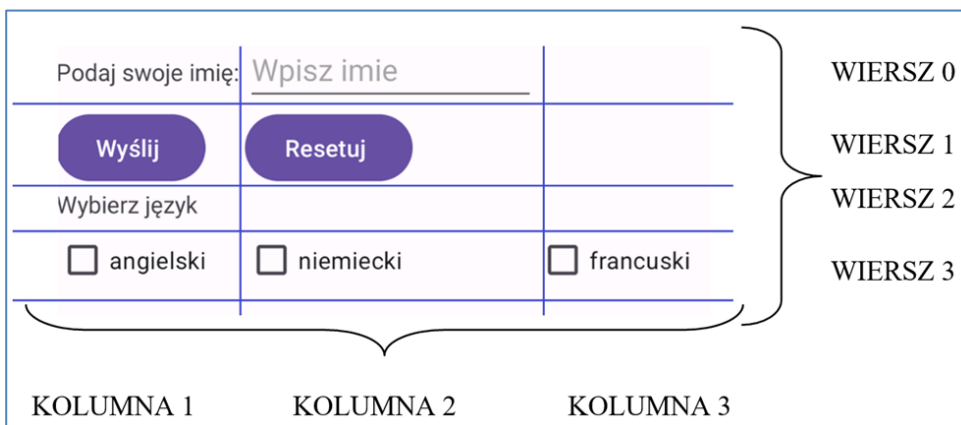 Podaj swoje imię: Wpisz imie WIERSZ 0
Wyślij Resetuj WIERSZ 1
Wybierz język WIERSZ 2
angielski niemiecki francuski WIERSZ 3
KOLUMNA 1 KOLUMNA 2 KOLUMNA 3